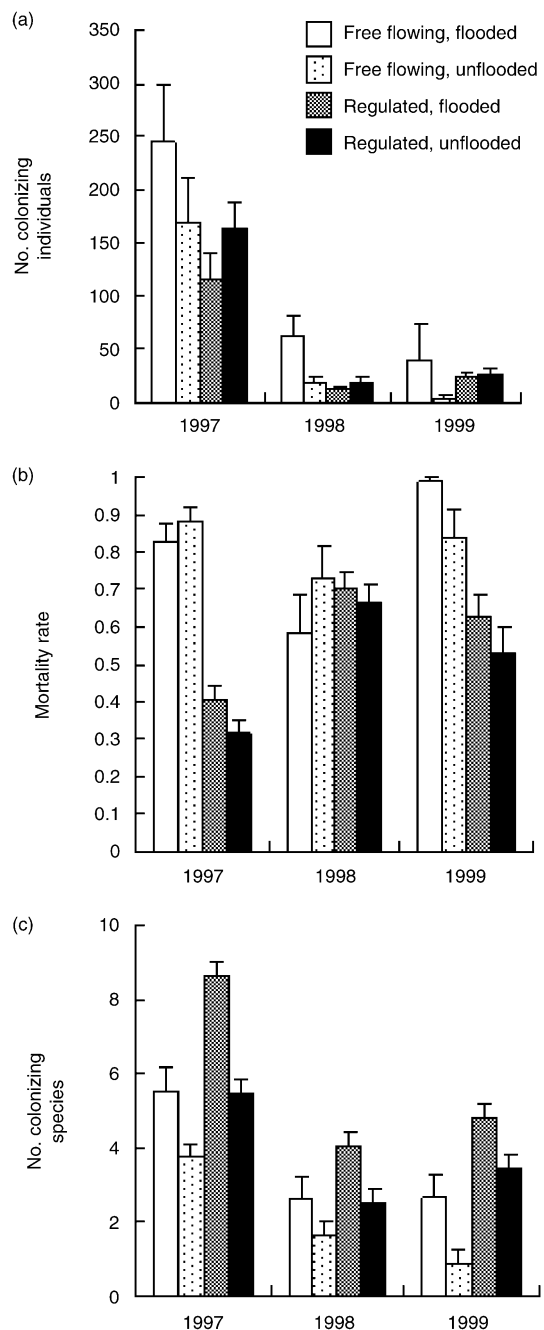 (a)
350
300
250
200
150
100
50
0
No. colonizing
individuals
Free flowing, flooded
Free flowing, unflooded
Regulated, flooded
Regulated, unflooded
1997
1998
1999
(b)
1
0.9
0.8
0.7
0.6
0.5
0.4
0.3
0.2
0.1
0
Mortality rate
1997
1998
1999
(c)
10
8
6
4
2
0
No. colonizing
species
1997
1998
1999